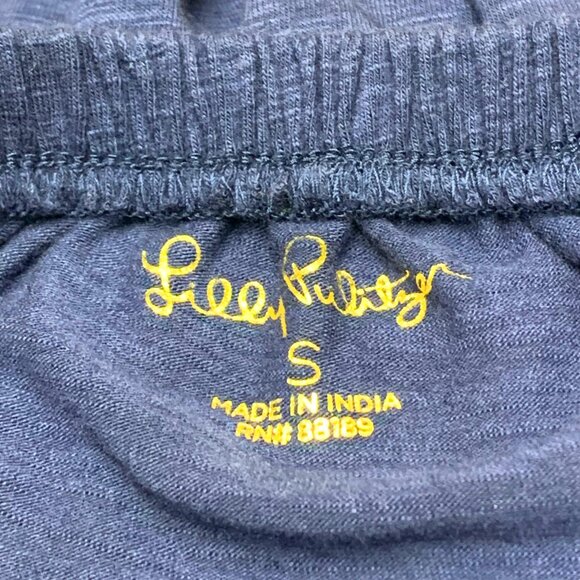 Lilly Pulitzer
S
MADE IN INDIA
RN# 88189